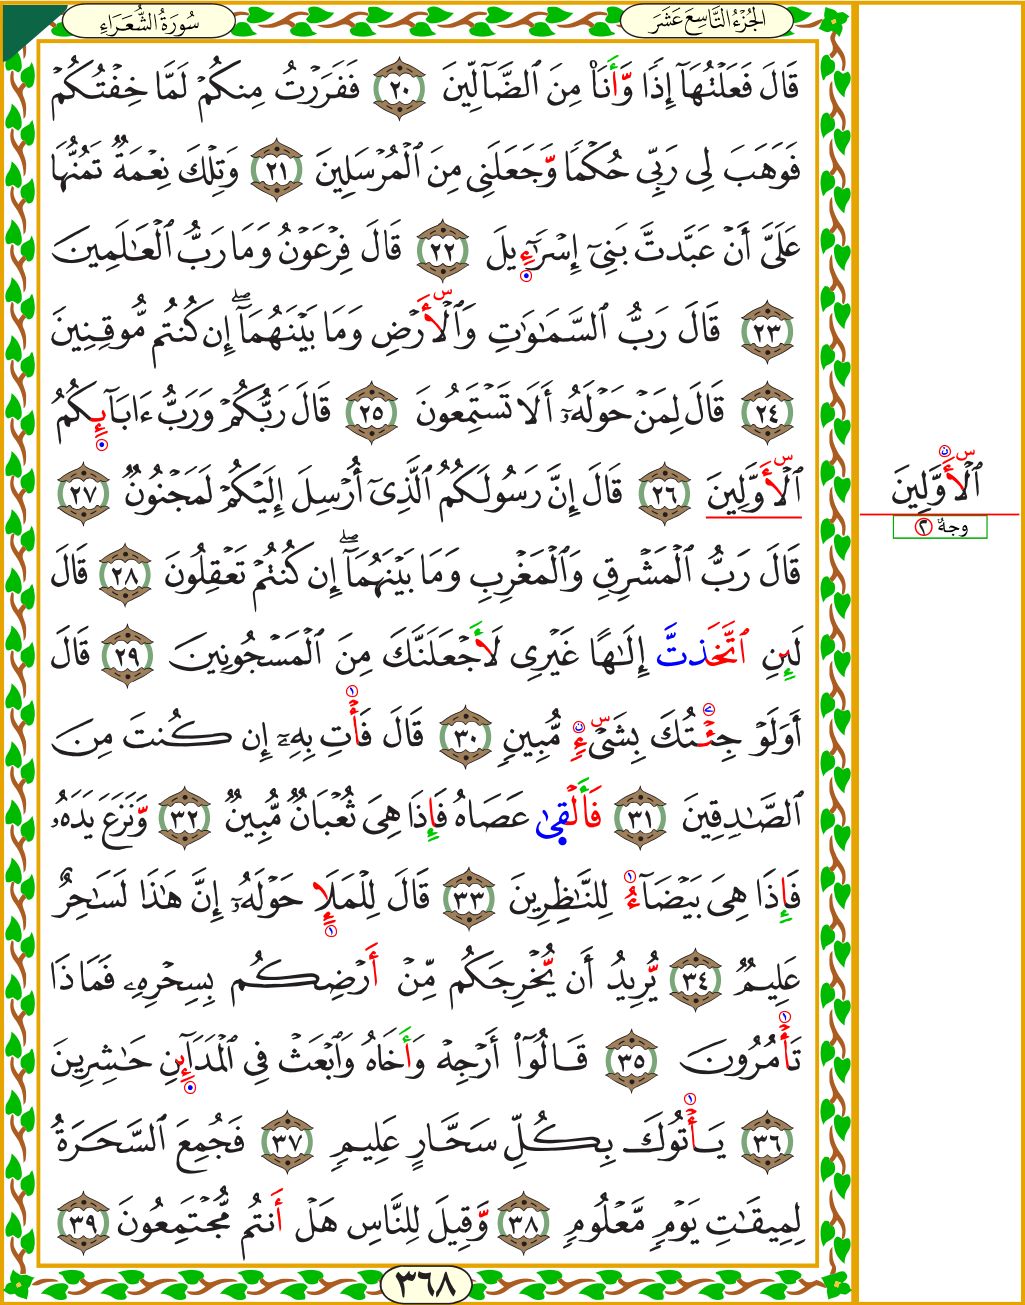 الجُزْءُ التَّاسِعَ عَشَرَ
سُورَةُ الشُّعَرَاءِ
قَالَ فَعَلْتُهَآ إِذًا وَّأَنَا۠ مِنَ ٱلضَّآلِّينَ ٢٠ فَفَرَرْتُ مِنكُمْ لَمَّا خِفْتُكُمْ
فَوَهَبَ لِى رَبِّى حُكْمًا وَّجَعَلَنِى مِنَ ٱلْمُرْسَلِينَ ٢١ وَتِلْكَ نِعْمَةٌ تَمُنُّهَا
عَلَىَّ أَنْ عَبَّدتَّ بَنِىٓ إِسْرَٰٓءِيلَ ٢٢ قَالَ فِرْعَوْنُ وَمَا رَبُّ ٱلْعَـٰلَمِينَ
٢٣ قَالَ رَبُّ ٱلسَّمَـٰوَٰتِ وَٱلْأَرْضِ وَمَا بَيْنَهُمَآ ۖ إِن كُنتُم مُّوقِنِينَ
٢٤ قَالَ لِمَنْ حَوْلَهُۥٓ أَلَا تَسْتَمِعُونَ ٢٥ قَالَ رَبُّكُمْ وَرَبُّ ءَابَآئِكُمُ
ٱلْأَوَّلِينَ ٢٦ قَالَ إِنَّ رَسُولَكُمُ ٱلَّذِىٓ أُرْسِلَ إِلَيْكُمْ لَمَجْنُونٌ ٢٧
س ن
ٱلْأَوَّلِينَ
وجهٌ ٢
قَالَ رَبُّ ٱلْمَشْرِقِ وَٱلْمَغْرِبِ وَمَا بَيْنَهُمَآ ۖ إِن كُنتُمْ تَعْقِلُونَ ٢٨ قَالَ
لَئِنِ ٱتَّخَذتَّ إِلَـٰهًا غَيْرِى لَأَجْعَلَنَّكَ مِنَ ٱلْمَسْجُونِينَ ٢٩ قَالَ
أَوَلَوْ جِئْتُكَ بِشَىْءٍ مُّبِينٍ ٣٠ قَالَ فَأْتِ بِهِۦٓ إِن كُنتَ مِنَ
ٱلصَّـٰدِقِينَ ٣١ فَأَلْقَىٰ عَصَاهُ فَإِذَا هِىَ ثُعْبَانٌ مُّبِينٌ ٣٢ وَّنَزَعَ يَدَهُۥ
فَإِذَا هِىَ بَيْضَآءُ لِلنَّـٰظِرِينَ ٣٣ قَالَ لِلْمَلَإِ حَوْلَهُۥٓ إِنَّ هَـٰذَا لَسَـٰحِرٌ
عَلِيمٌ ٣٤ يُّرِيدُ أَن يُّخْرِجَكُم مِّنْ أَرْضِكُم بِسِحْرِهِۦ فَمَاذَا
تَأْمُرُونَ ٣٥ قَالُوٓا۟ أَرْجِهْ وَأَخَاهُ وَٱبْعَثْ فِى ٱلْمَدَآئِنِ حَـٰشِرِينَ
٣٦ يَأْتُوكَ بِكُلِّ سَحَّارٍ عَلِيمٍ ٣٧ فَجُمِعَ ٱلسَّحَرَةُ
لِمِيقَـٰتِ يَوْمٍ مَّعْلُومٍ ٣٨ وَّقِيلَ لِلنَّاسِ هَلْ أَنتُم مُّجْتَمِعُونَ ٣٩
٣٦٨